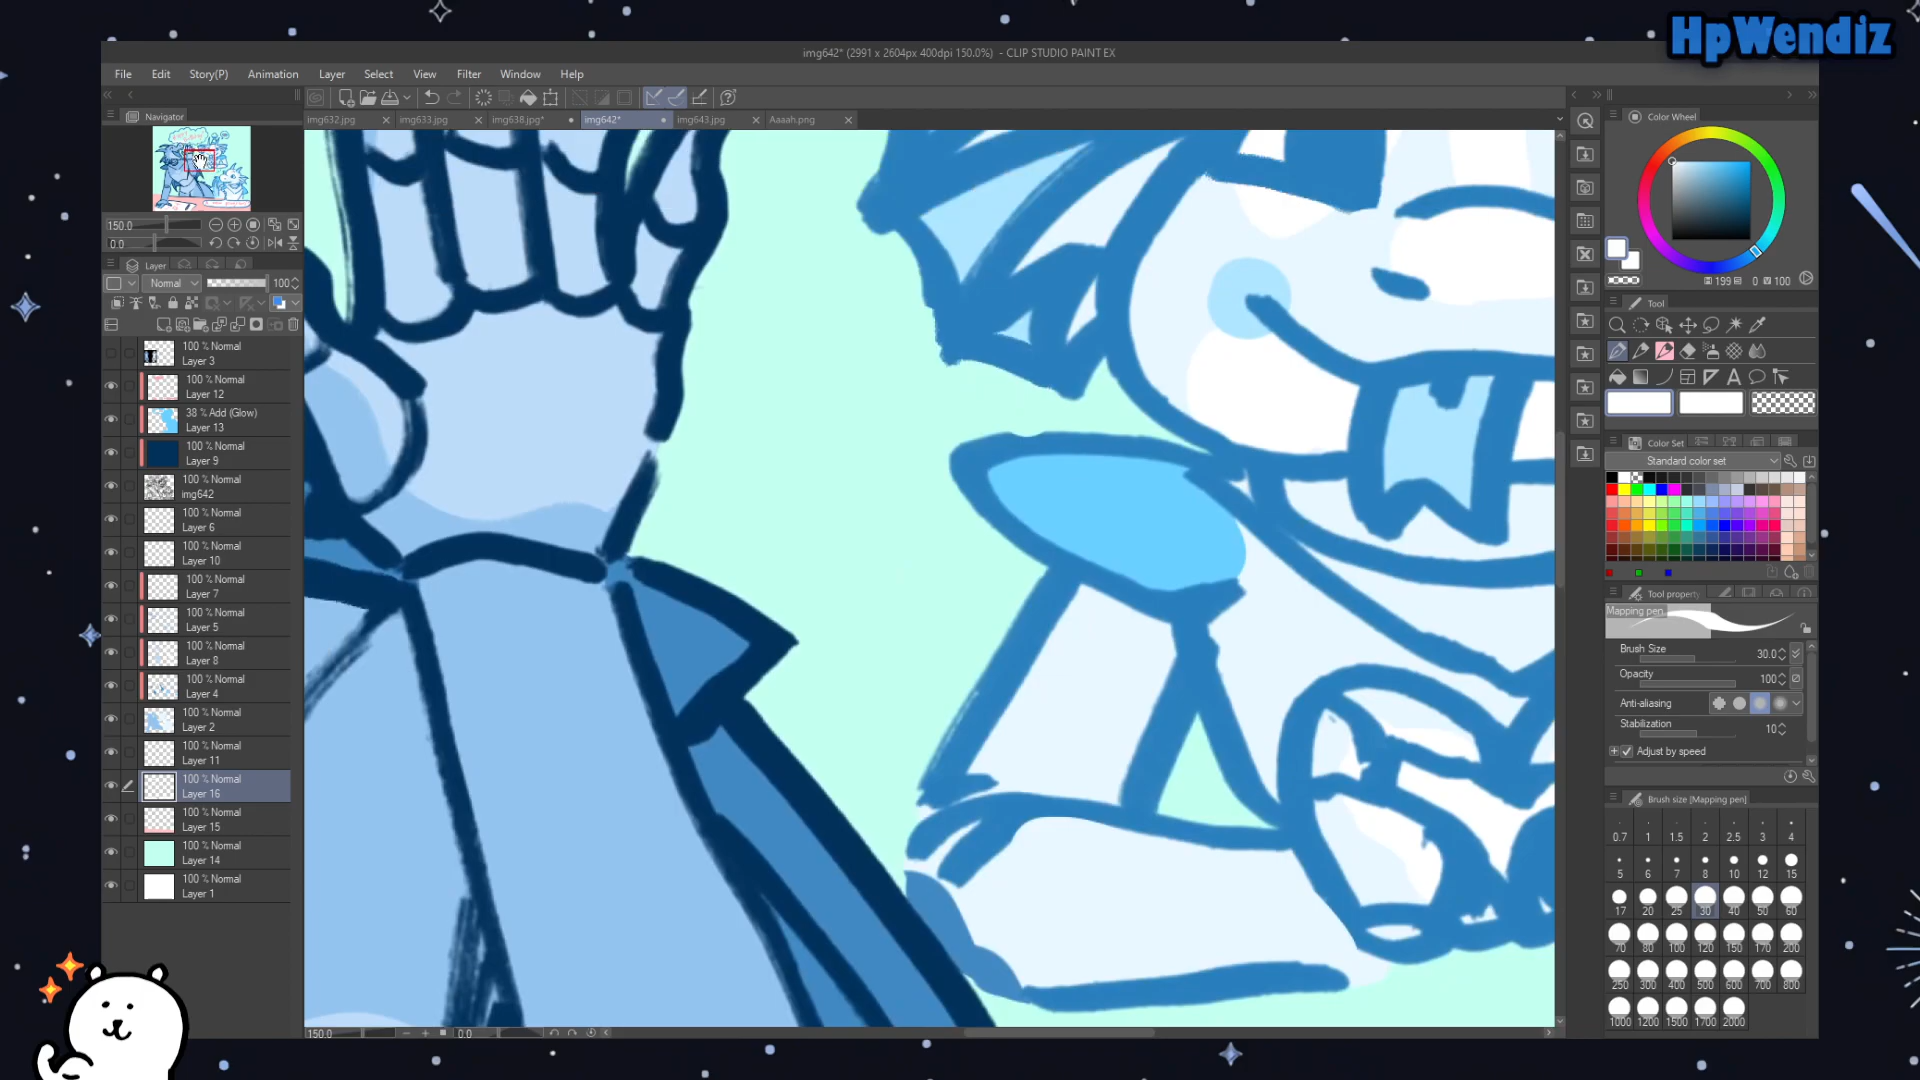 HpWendiz
img642* (2991 x 2604px 400dpi 150.0%) - CLIP STUDIO PAINT EX
File Edit Story(P) Animation Layer Select View Filter Window Help
Navigator
img632.jpg img633.jpg img638.jpg* img642* img643.jpg Aaaah.png
Color Wheel
150.0
0.0
Layer
Normal 100
199 0 100
Tool
100 % Normal
Layer 3
100 % Normal
Layer 12
38 % Add (Glow)
Layer 13
100 % Normal
Layer 9
100 % Normal
img642
100 % Normal
Layer 6
100 % Normal
Layer 10
100 % Normal
Layer 7
100 % Normal
Layer 5
100 % Normal
Layer 8
100 % Normal
Layer 4
100 % Normal
Layer 2
100 % Normal
Layer 11
100 % Normal
Layer 16
100 % Normal
Layer 15
100 % Normal
Layer 14
100 % Normal
Layer 1
Color Set
Standard color set
Tool property
Mapping pen
Brush Size 30.0
Opacity 100
Anti-aliasing
Stabilization 10
Adjust by speed
Brush size [Mapping pen]
0.7 1 1.5 2 2.5 3 4
5 6 7 8 10 12 15
17 20 25 30 40 50 60
70 80 100 120 150 170 200
250 300 400 500 600 700 800
1000 1200 1500 1700 2000
150.0 0.0